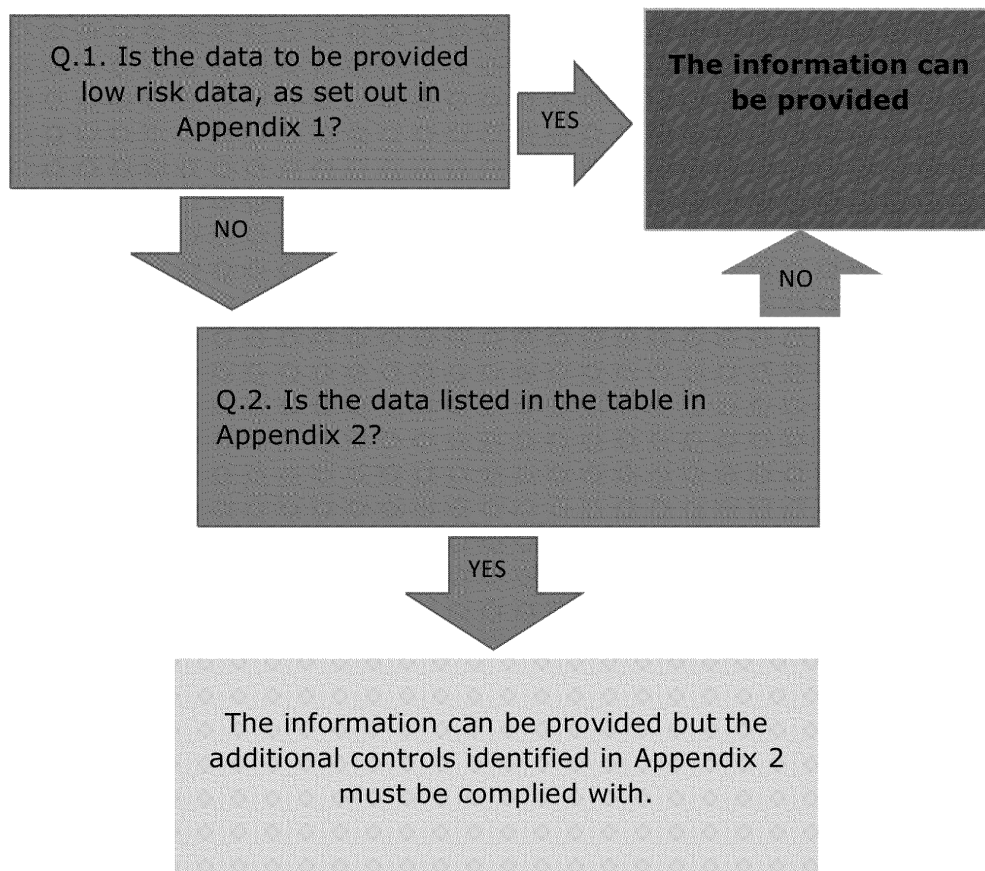 Q.1. Is the data to be provided
low risk data, as set out in
Appendix 1?
YES
The information can
be provided
NO
NO
Q.2. Is the data listed in the table in
Appendix 2?
YES
The information can be provided but the
additional controls identified in Appendix 2
must be complied with.